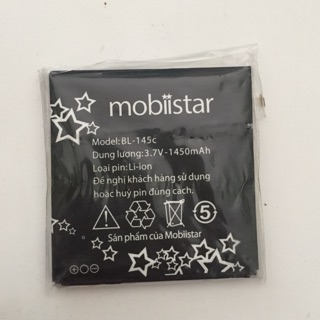 mobiistar
Model: BL-145c
Dung lượng: 3.7V-1450mAh
Loại pin: Li-ion
Đề nghị khách hàng sử dụng
hoặc huỷ pin đúng cách.
5
Sản phẩm của Mobiistar